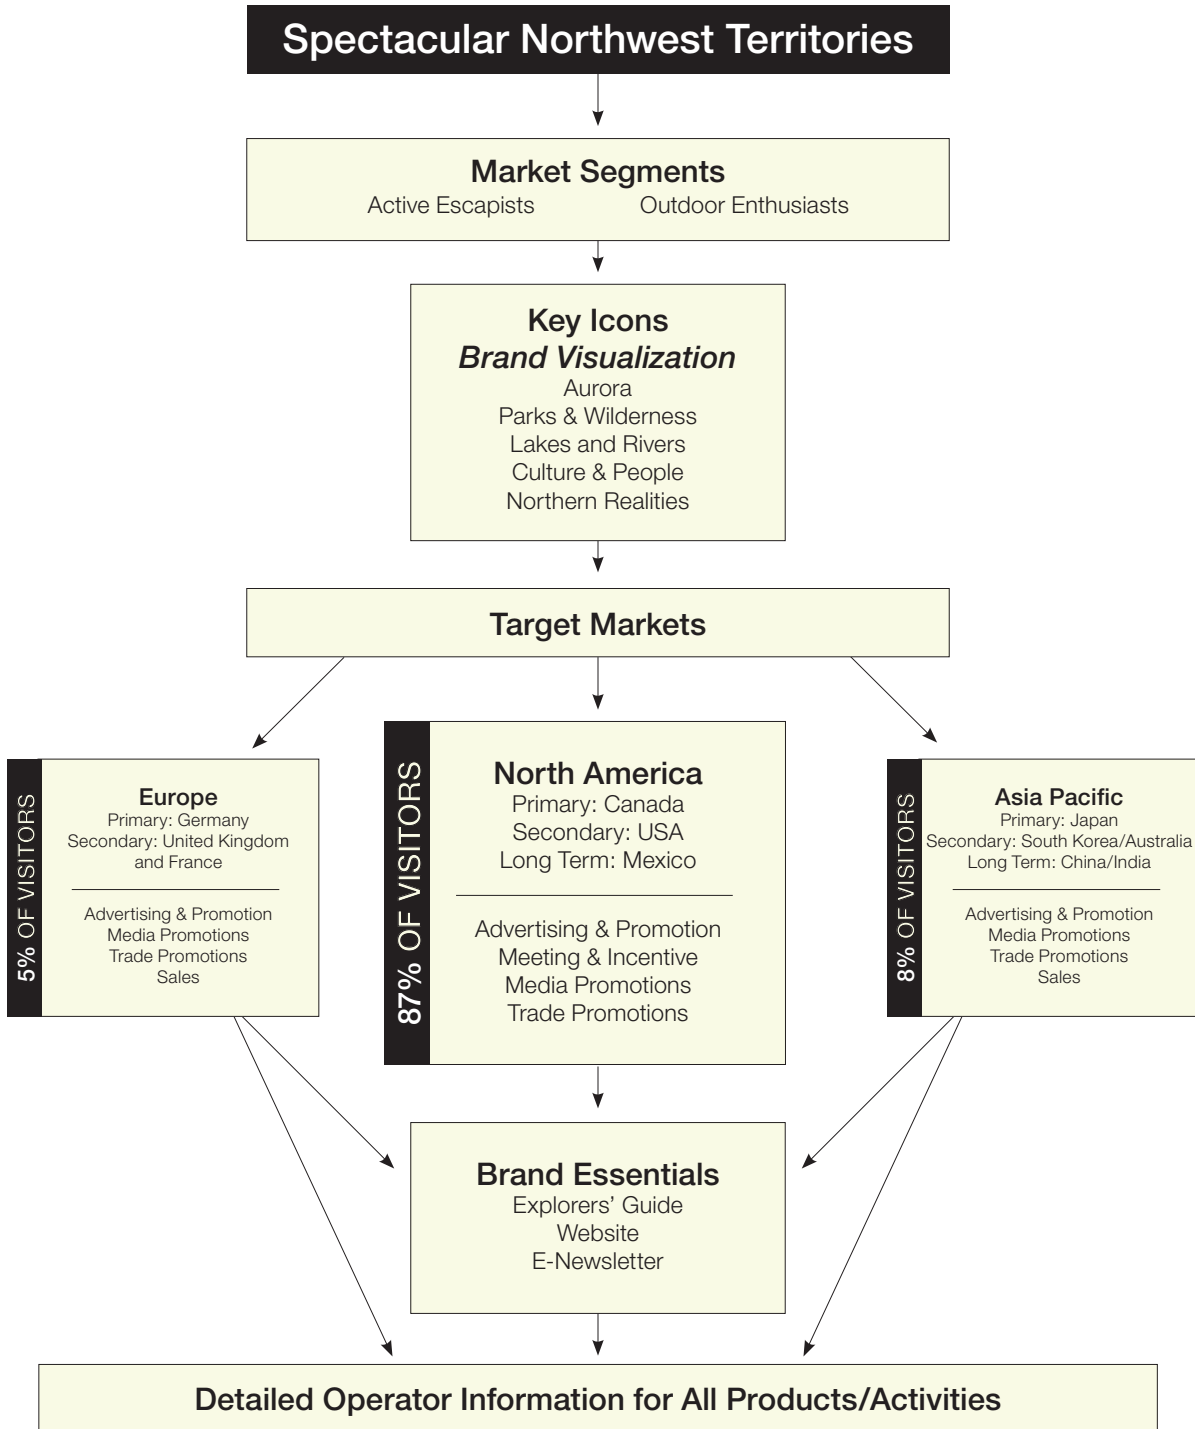 Spectacular Northwest Territories
Market Segments
Active Escapists
Outdoor Enthusiasts
Key Icons
Brand Visualization
Aurora
Parks & Wilderness
Lakes and Rivers
Culture & People
Northern Realities
Target Markets
5% OF VISITORS
Europe
Primary: Germany
Secondary: United Kingdom
and France
Advertising & Promotion
Media Promotions
Trade Promotions
Sales
87% OF VISITORS
North America
Primary: Canada
Secondary: USA
Long Term: Mexico
Advertising & Promotion
Meeting & Incentive
Media Promotions
Trade Promotions
8% OF VISITORS
Asia Pacific
Primary: Japan
Secondary: South Korea/Australia
Long Term: China/India
Advertising & Promotion
Media Promotions
Trade Promotions
Sales
Brand Essentials
Explorers’ Guide
Website
E-Newsletter
Detailed Operator Information for All Products/Activities